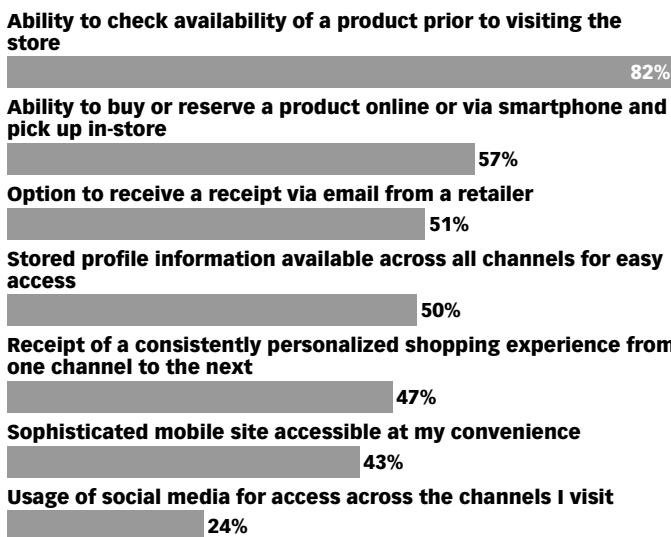 Ability to check availability of a product prior to visiting the
store
82%
Ability to buy or reserve a product online or via smartphone and
pick up in-store
57%
Option to receive a receipt via email from a retailer
51%
Stored profile information available across all channels for easy
access
50%
Receipt of a consistently personalized shopping experience from
one channel to the next
47%
Sophisticated mobile site accessible at my convenience
43%
Usage of social media for access across the channels I visit
24%